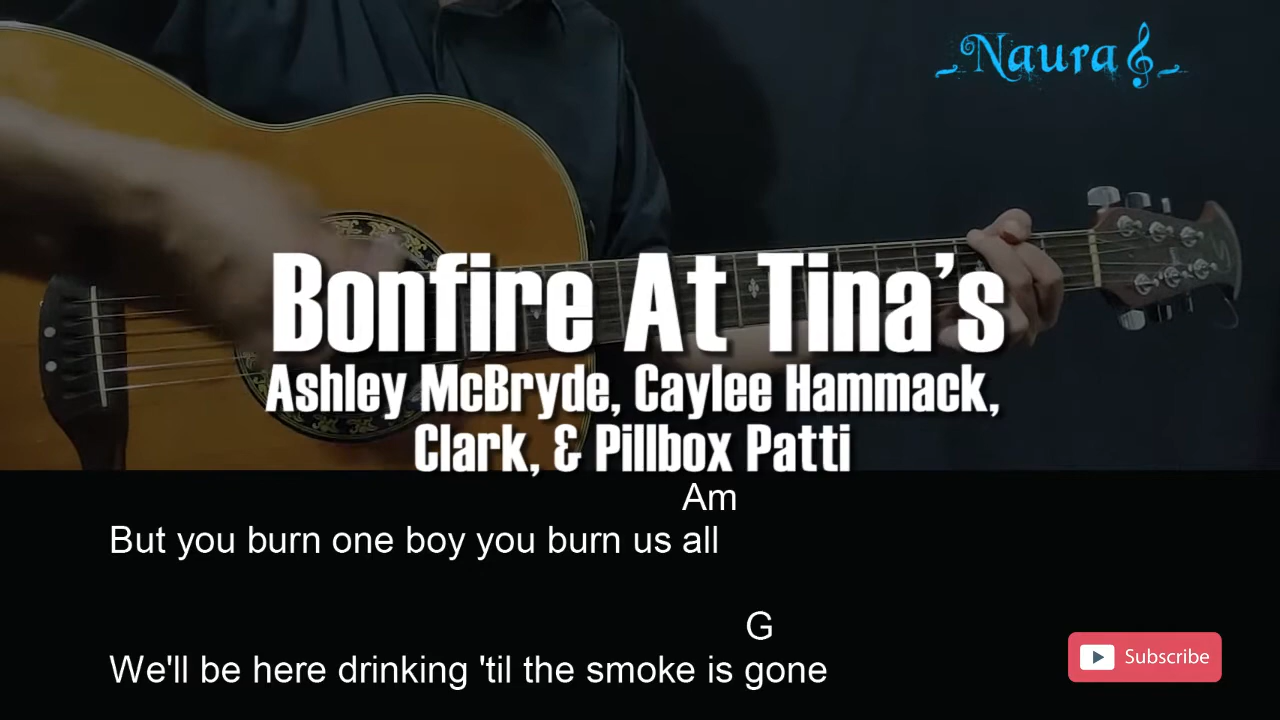 Naura
Bonfire At Tina's
Ashley McBryde, Caylee Hammack,
Clark, & Pillbox Patti
Am
But you burn one boy you burn us all
G
We'll be here drinking 'til the smoke is gone
Subscribe